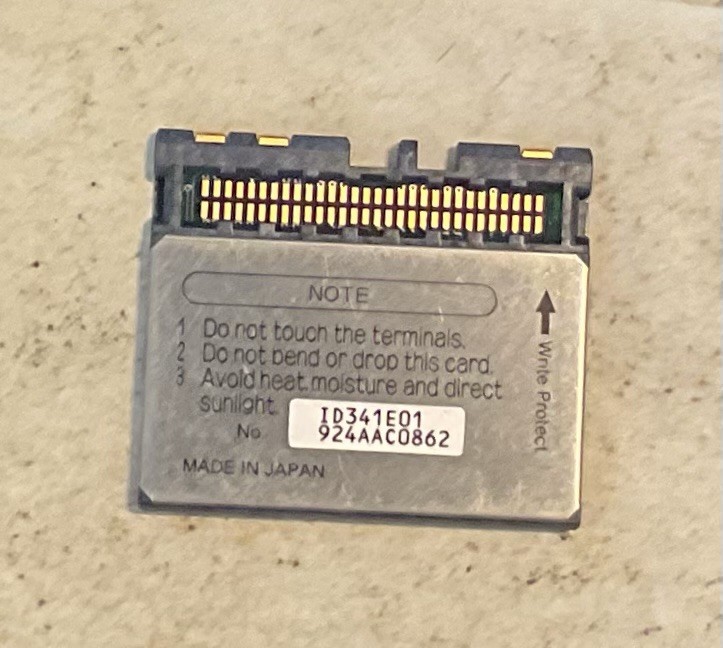 NOTE
1 Do not touch the terminals.
2 Do not bend or drop this card.
3 Avoid heat, moisture and direct
sunlight.
No.
ID341E01
924AAC0862
MADE IN JAPAN
Write Protect